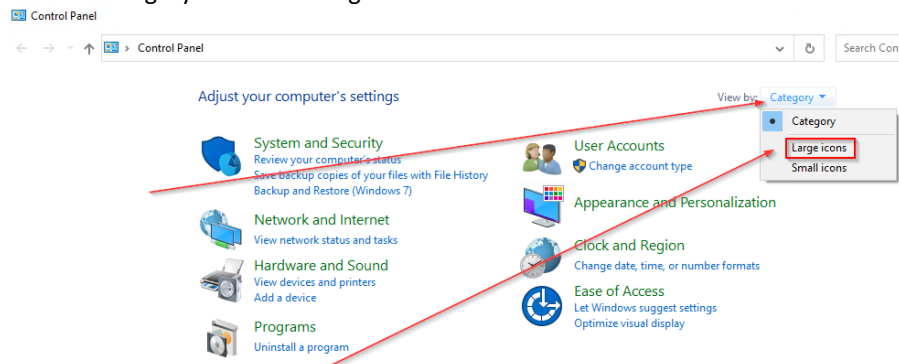 Control Panel
Control Panel
Search Con
Adjust your computer's settings
View by: Category
Category
Large icons
Small icons
System and Security
Review your computer's status
Save backup copies of your files with File History
Backup and Restore (Windows 7)
Network and Internet
View network status and tasks
Hardware and Sound
View devices and printers
Add a device
Programs
Uninstall a program
User Accounts
Change account type
Appearance and Personalization
Clock and Region
Change date, time, or number formats
Ease of Access
Let Windows suggest settings
Optimize visual display